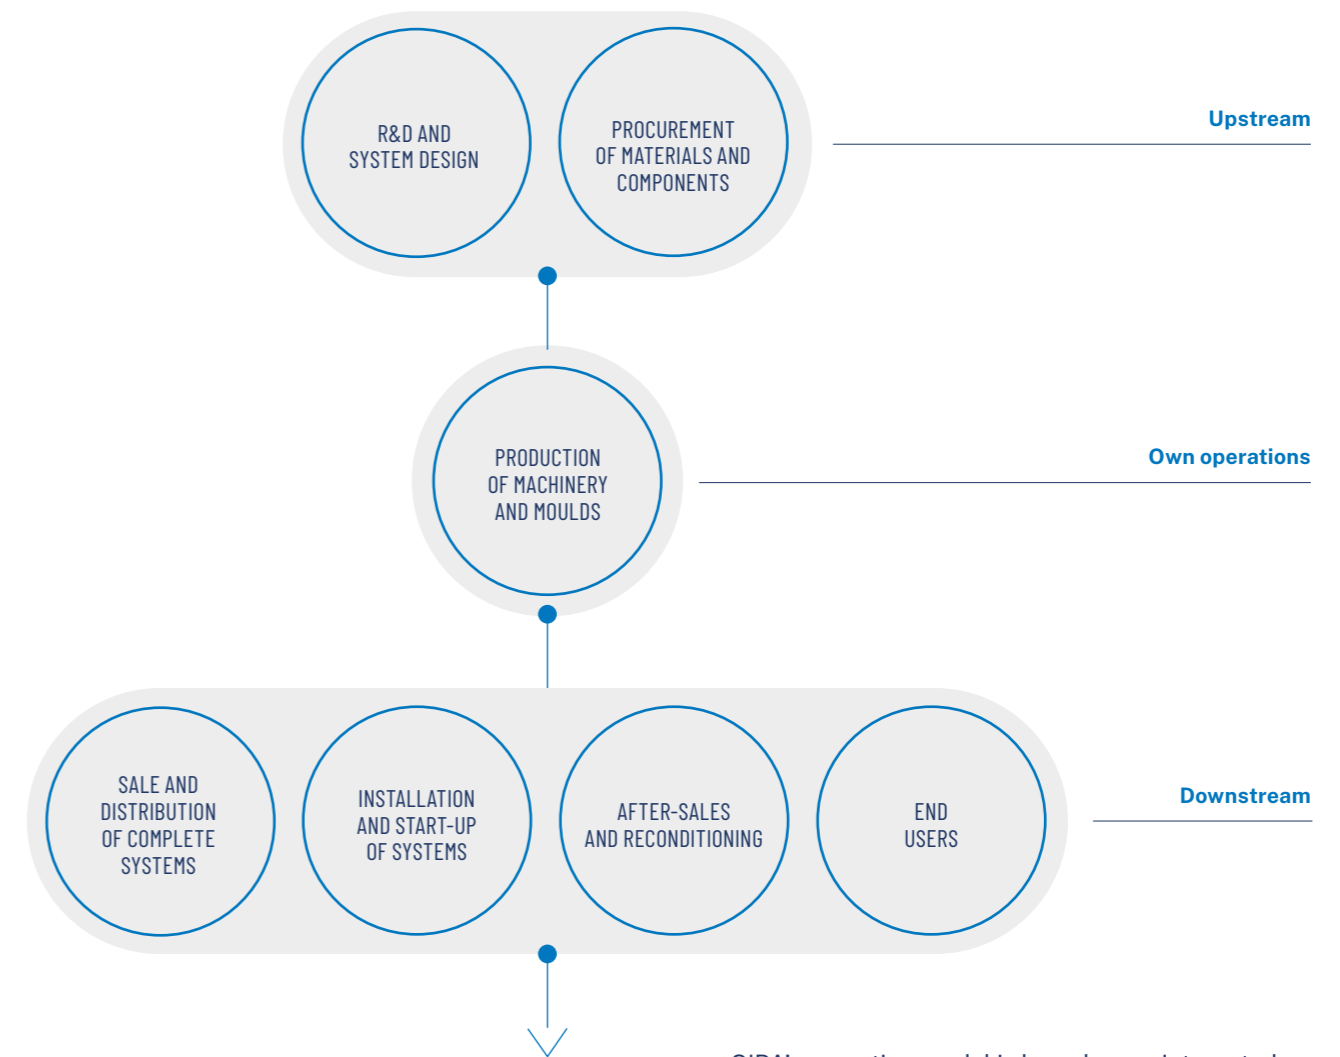 R&D AND
SYSTEM DESIGN
PROCUREMENT
OF MATERIALS AND
COMPONENTS
Upstream
PRODUCTION
OF MACHINERY
AND MOULDS
Own operations
SALE AND
DISTRIBUTION
OF COMPLETE
SYSTEMS
INSTALLATION
AND START-UP
OF SYSTEMS
AFTER-SALES
AND RECONDITIONING
END
USERS
Downstream